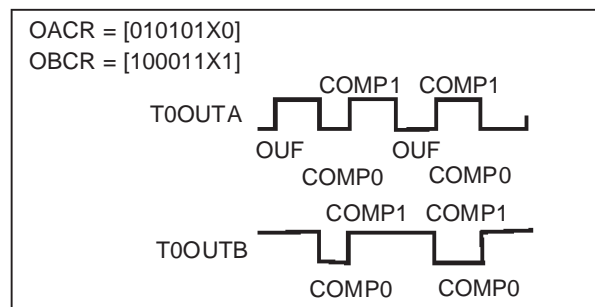 OACR = [010101X0]
OBCR = [100011X1]
COMP1 COMP1
T0OUTA
OUF OUF
COMP0 COMP0
COMP1 COMP1
T0OUTB
COMP0 COMP0